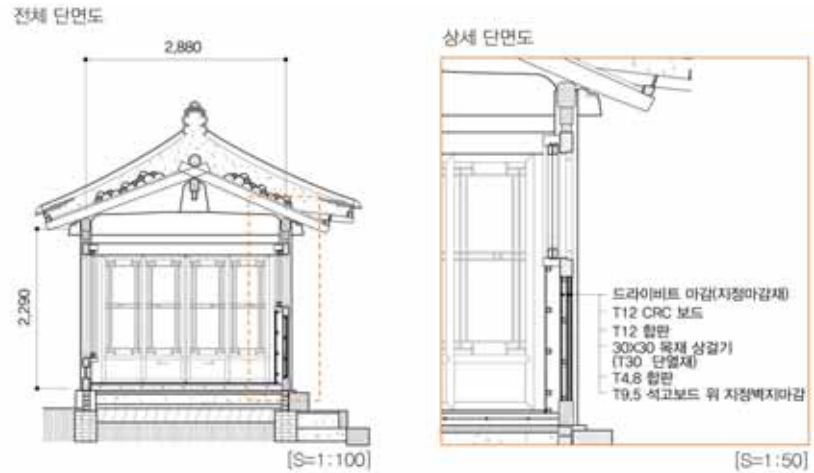 전체 단면도
2,880
2,290
[S=1:100]
상세 단면도
드라이비트 마감(지정마감재)
T12 CRC 보드
T12 합판
30X30 목재 상걸기
(T30 단열재)
T4.8 합판
T9.5 석고보드 위 지정벽지마감
[S=1:50]